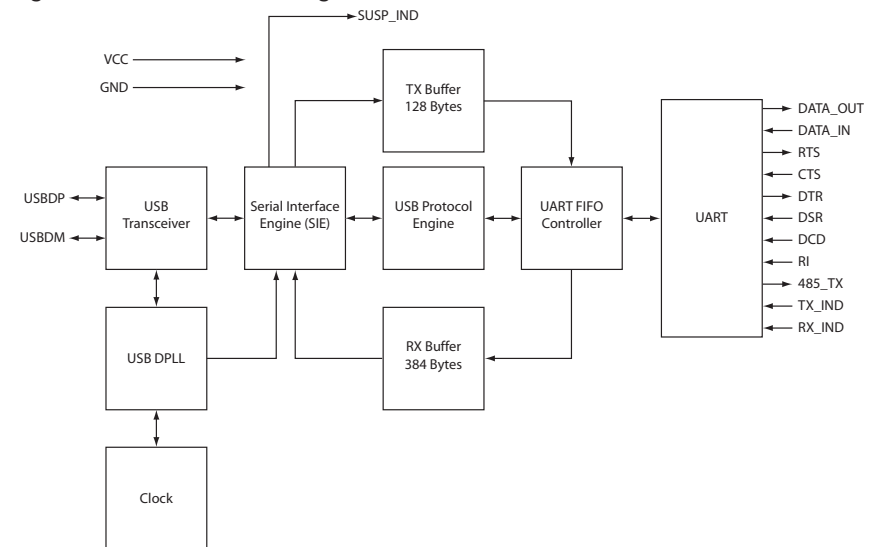 SUSP_IND
VCC
GND
TX Buffer
128 Bytes
DATA_OUT
DATA_IN
RTS
CTS
DTR
DSR
DCD
RI
485_TX
TX_IND
RX_IND
USBDP
USBDM
USB
Transceiver
Serial Interface
Engine (SIE)
USB Protocol
Engine
UART FIFO
Controller
UART
USB DPLL
RX Buffer
384 Bytes
Clock